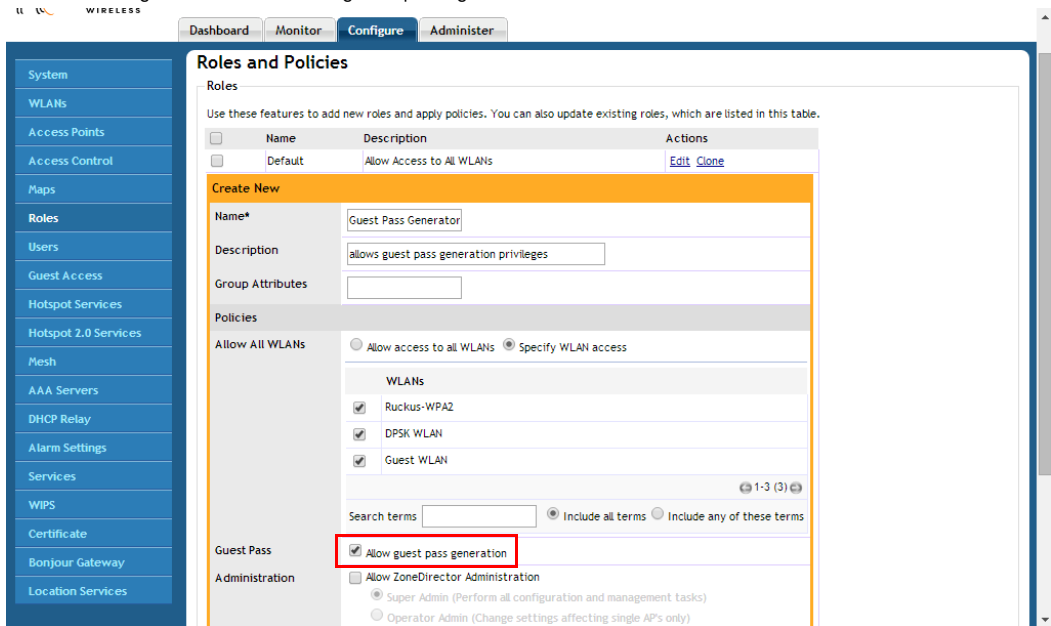 WIRELESS
Dashboard Monitor Configure Administer
Roles and Policies
System
WLANs
Access Points
Access Control
Maps
Roles
Users
Guest Access
Hotspot Services
Hotspot 2.0 Services
Mesh
AAA Servers
DHCP Relay
Alarm Settings
Services
WIPS
Certificate
Bonjour Gateway
Location Services
Roles
Use these features to add new roles and apply policies. You can also update existing roles, which are listed in this table.
Name Description Actions
Default Allow Access to All WLANs Edit Clone
Create New
Name* Guest Pass Generator
Description allows guest pass generation privileges
Group Attributes
Policies
Allow All WLANs Allow access to all WLANs Specify WLAN access
WLANs
Ruckus-WPA2
DPSK WLAN
Guest WLAN
1-3 (3)
Search terms Include all terms Include any of these terms
Guest Pass Allow guest pass generation
Administration Allow ZoneDirector Administration
Super Admin (Perform all configuration and management tasks)
Operator Admin (Change settings affecting single AP's only)